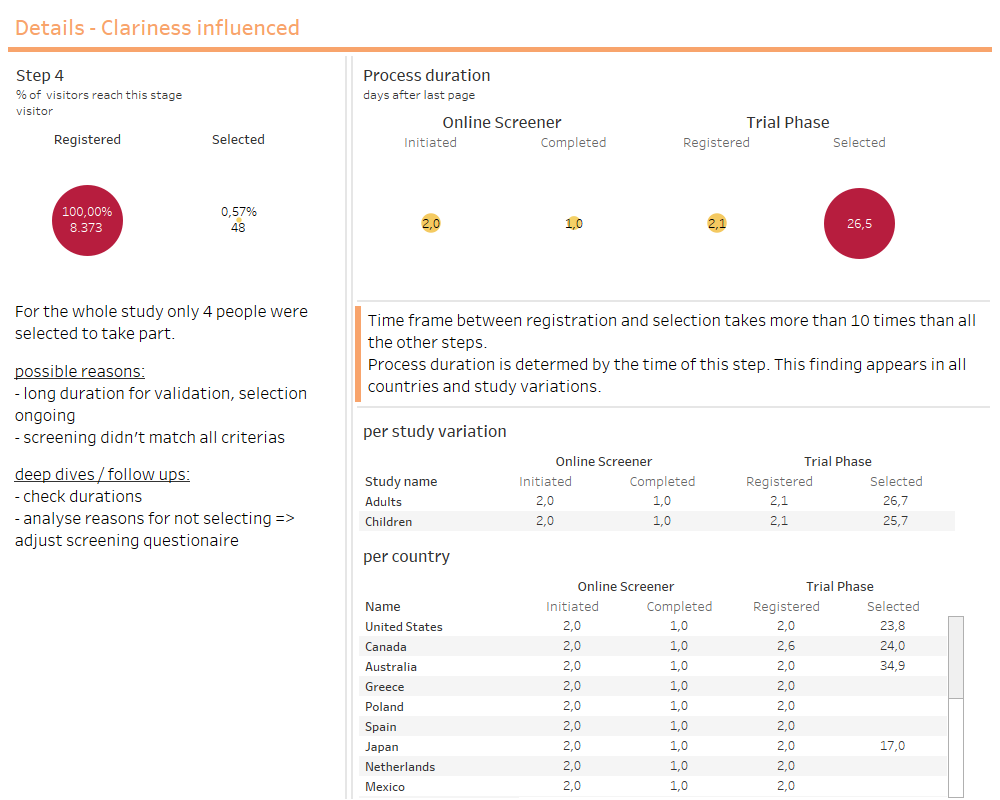 Details - Clariness influenced
Step 4
% of visitors reach this stage
visitor
Registered Selected
100,00%
8.373
0,57%
48
For the whole study only 4 people were
selected to take part.
possible reasons:
- long duration for validation, selection
ongoing
- screening didn't match all criterias
deep dives / follow ups:
- check durations
- analyse reasons for not selecting =>
adjust screening questionaire
Process duration
days after last page
Online Screener Trial Phase
Initiated Completed Registered Selected
2,0 1,0 2,1 26,5
Time frame between registration and selection takes more than 10 times than all
the other steps.
Process duration is determed by the time of this step. This finding appears in all
countries and study variations.
per study variation
Online Screener Trial Phase
Study name Initiated Completed Registered Selected
Adults 2,0 1,0 2,1 26,7
Children 2,0 1,0 2,1 25,7
per country
Online Screener Trial Phase
Name Initiated Completed Registered Selected
United States 2,0 1,0 2,0 23,8
Canada 2,0 1,0 2,6 24,0
Australia 2,0 1,0 2,0 34,9
Greece 2,0 1,0 2,0
Poland 2,0 1,0 2,0
Spain 2,0 1,0 2,0
Japan 2,0 1,0 2,0 17,0
Netherlands 2,0 1,0 2,0
Mexico 2,0 1,0 2,0